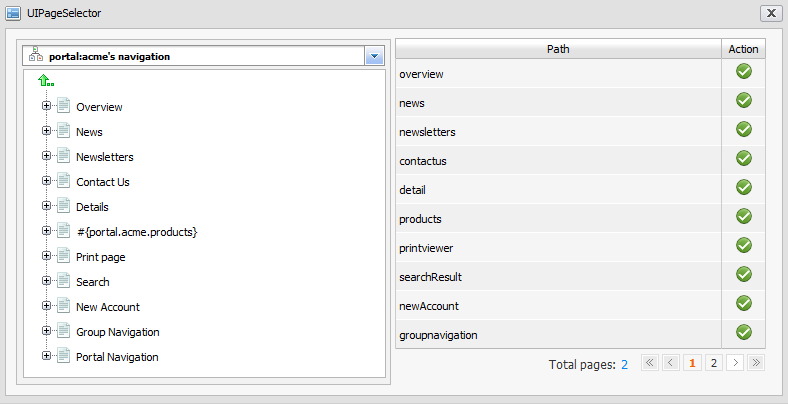 UIPageSelector
portal:acme's navigation
..
Overview
News
Newsletters
Contact Us
Details
#{portal.acme.products}
Print page
Search
New Account
Group Navigation
Portal Navigation
Path Action
overview
news
newsletters
contactus
detail
products
printviewer
searchResult
newAccount
groupnavigation
Total pages: 2 « < 1 2 > »